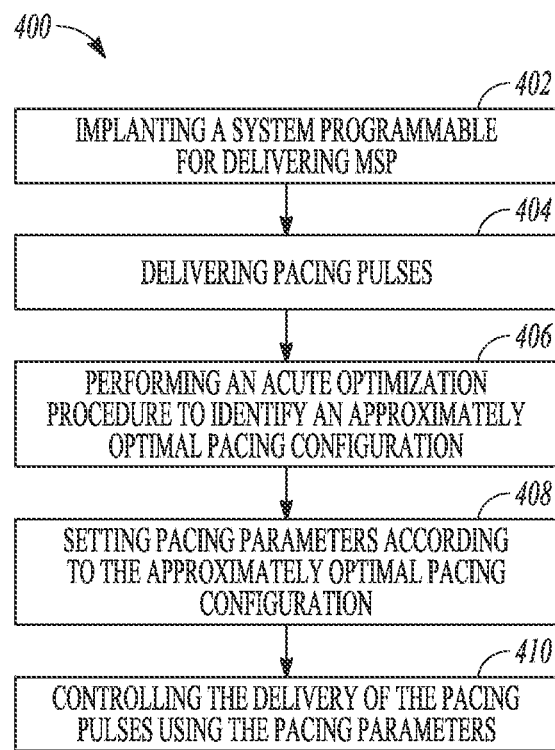 400
402
IMPLANTING A SYSTEM PROGRAMMABLE
FOR DELIVERING MSP
404
DELIVERING PACING PULSES
406
PERFORMING AN ACUTE OPTIMIZATION
PROCEDURE TO IDENTIFY AN APPROXIMATELY
OPTIMAL PACING CONFIGURATION
408
SETTING PACING PARAMETERS ACCORDING
TO THE APPROXIMATELY OPTIMAL PACING
CONFIGURATION
410
CONTROLLING THE DELIVERY OF THE PACING
PULSES USING THE PACING PARAMETERS